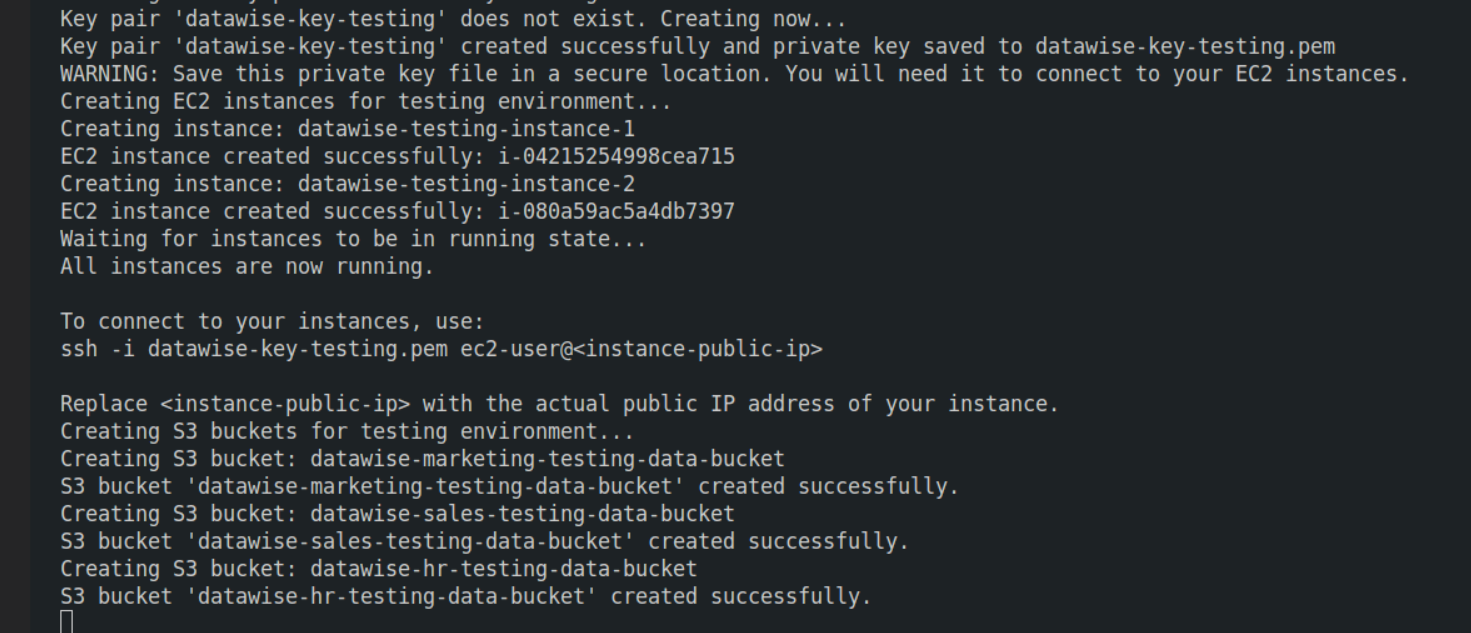 Key pair 'datawise-key-testing' does not exist. Creating now...
Key pair 'datawise-key-testing' created successfully and private key saved to datawise-key-testing.pem
WARNING: Save this private key file in a secure location. You will need it to connect to your EC2 instances.
Creating EC2 instances for testing environment...
Creating instance: datawise-testing-instance-1
EC2 instance created successfully: i-04215254998cea715
Creating instance: datawise-testing-instance-2
EC2 instance created successfully: i-080a59ac5a4db7397
Waiting for instances to be in running state...
All instances are now running.

To connect to your instances, use:
ssh -i datawise-key-testing.pem ec2-user@<instance-public-ip>

Replace <instance-public-ip> with the actual public IP address of your instance.
Creating S3 buckets for testing environment...
Creating S3 bucket: datawise-marketing-testing-data-bucket
S3 bucket 'datawise-marketing-testing-data-bucket' created successfully.
Creating S3 bucket: datawise-sales-testing-data-bucket
S3 bucket 'datawise-sales-testing-data-bucket' created successfully.
Creating S3 bucket: datawise-hr-testing-data-bucket
S3 bucket 'datawise-hr-testing-data-bucket' created successfully.